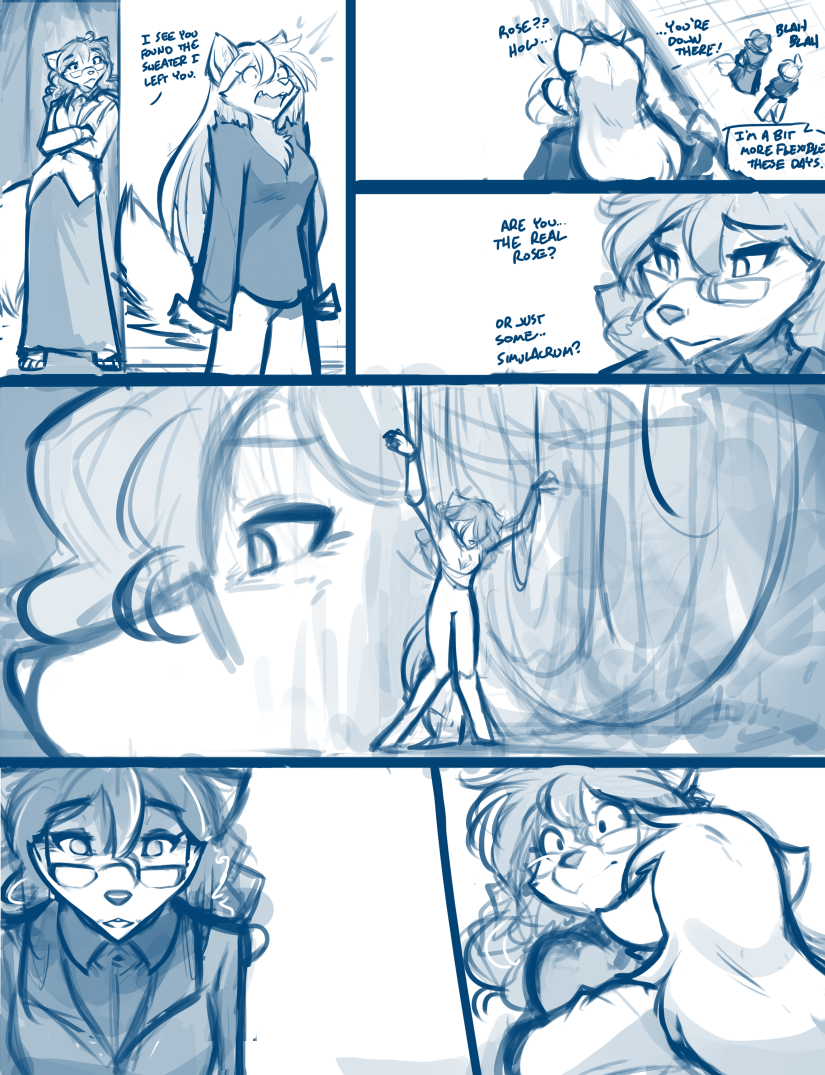 I SEE YOU
FOUND THE
SWEATER I
LEFT YOU.
ROSE??
HOW...
...YOU'RE
DOWN
THERE!
BLAH
BLAH
I'M A BIT
MORE FLEXIBLE
THESE DAYS.
ARE YOU...
THE REAL
ROSE?
OR JUST
SOME...
SIMULACRUM?